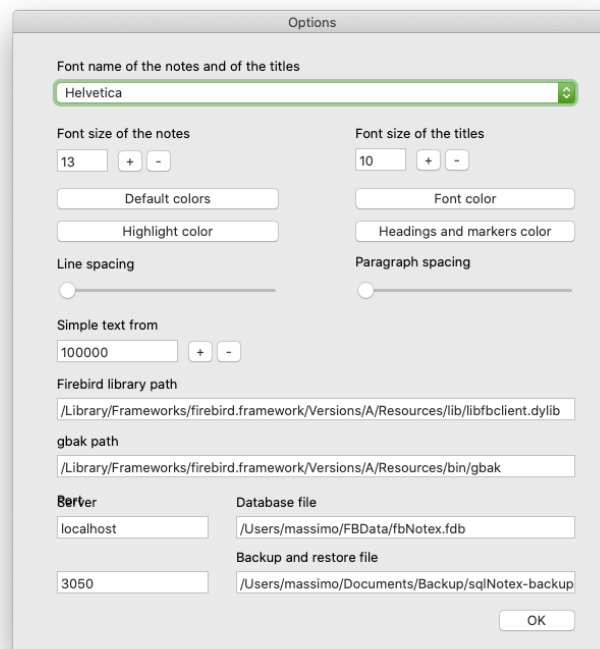 Options
Font name of the notes and of the titles
Helvetica
Font size of the notes
Font size of the titles
13 + -
10 + -
Default colors
Font color
Highlight color
Headings and markers color
Line spacing
Paragraph spacing
Simple text from
100000 + -
Firebird library path
/Library/Frameworks/firebird.framework/Versions/A/Resources/lib/libfbclient.dylib
gbak path
/Library/Frameworks/firebird.framework/Versions/A/Resources/bin/gbak
Port
Server
Database file
localhost
/Users/massimo/FBData/fbNotex.fdb
Backup and restore file
3050
/Users/massimo/Documents/Backup/sqlNotex-backup
OK